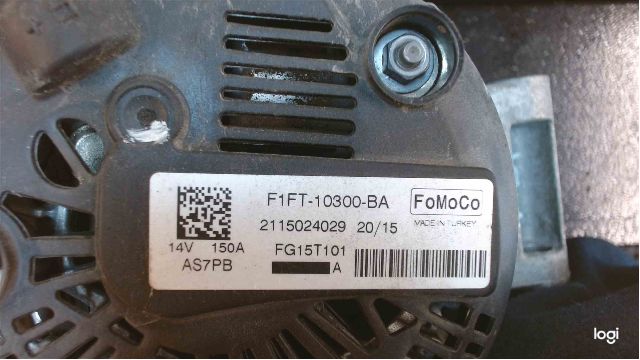 F1FT-10300-BA
FoMoCo
2115024029 20/15
MADE IN TURKEY
14V 150A
FG15T101
AS7PB
A
logi